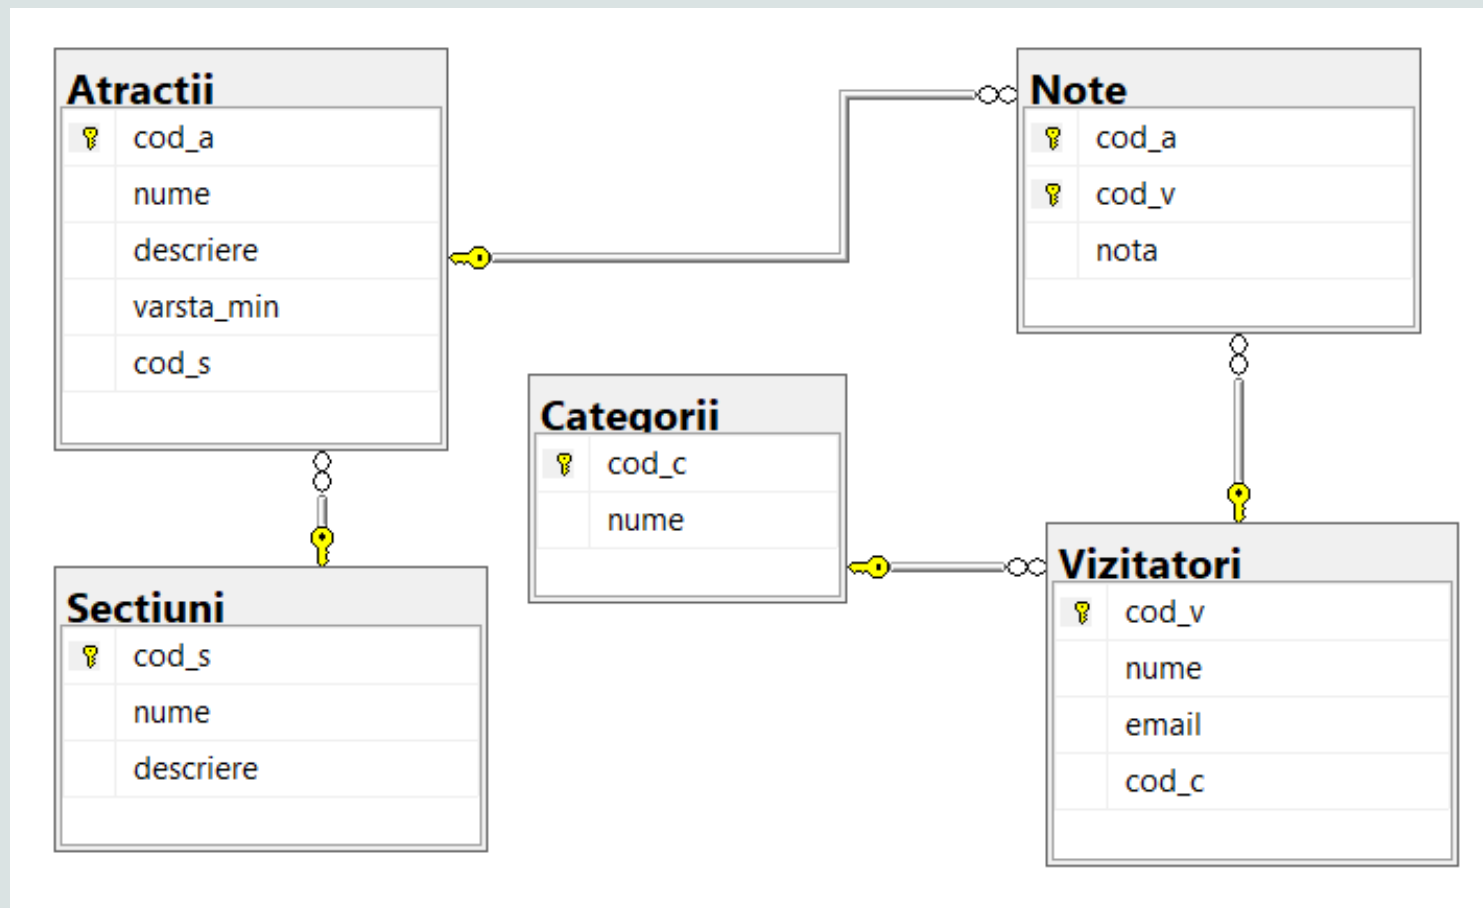 Atractii
cod_a
nume
descriere
varsta_min
cod_s
Note
cod_a
cod_v
nota
Categorii
cod_c
nume
Sectiuni
cod_s
nume
descriere
Vizitatori
cod_v
nume
email
cod_c